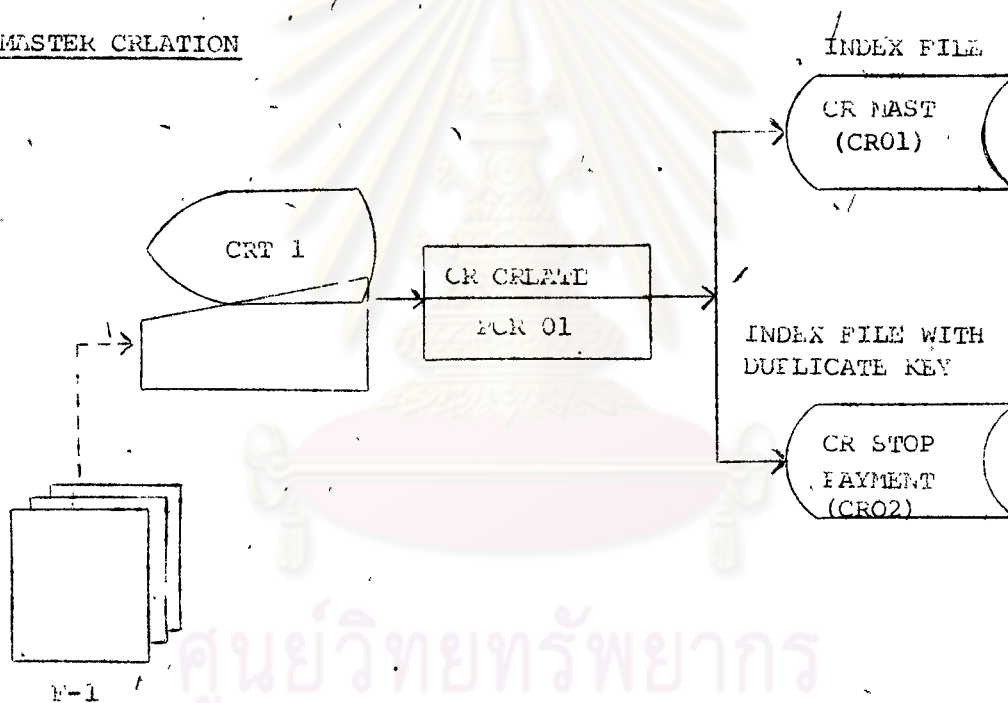 MASTER CREATION
INDEX FILE
CR MAST
(CR01)
CRT 1
CR CREATE
PCR 01
INDEX FILE WITH
DUPLICATE KEY
CR STOP
PAYMENT
(CR02)
F-1
ศูนย์วิทยทรัพยากร